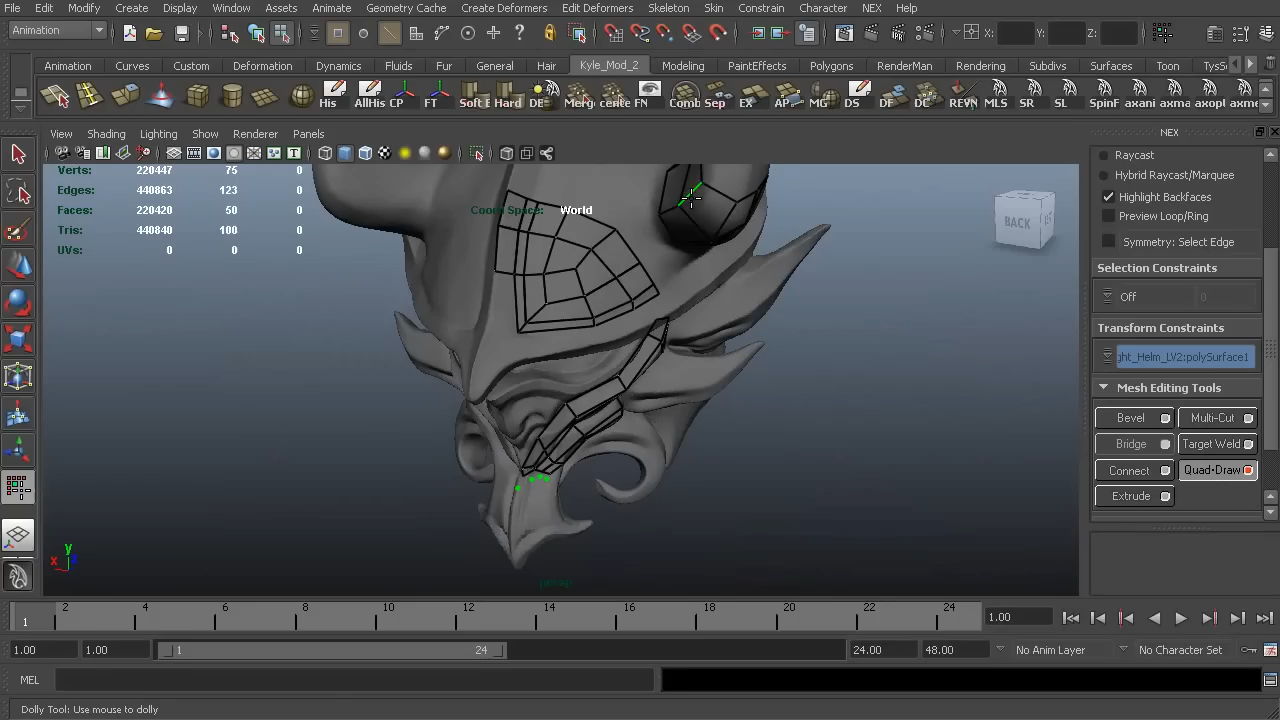 File Edit Modify Create Display Window Assets Animate Geometry Cache Create Deformers Edit Deformers Skeleton Skin Constrain Character NEX Help
Animation X: Y: Z:
Animation Curves Custom Deformation Dynamics Fluids Fur General Hair Kyle_Mod_2 Modeling PaintEffects Polygons RenderMan Rendering Subdivs Surfaces Toon TysS
His AllHis CP FT Soft E Hard DE Merg cente FN Comb Sep EX AP MG DS DF DC REVN MLS SR SL SpinF axani axma axopl axme
View Shading Lighting Show Renderer Panels
NEX
Verts: 220447 75 0
Edges: 440863 123 0
Faces: 220420 50 0
Tris: 440840 100 0
UVs: 0 0 0
World
BACK
Raycast
Hybrid Raycast/Marquee
Highlight Backfaces
Preview Loop/Ring
Symmetry: Select Edge
Selection Constraints
Off 0
Transform Constraints
ght_Helm_LV2:polySurface1
Mesh Editing Tools
Bevel Multi-Cut
Bridge Target Weld
Connect Quad-Draw
Extrude
y
x
persp
1 2 4 6 8 10 12 14 16 18 20 22 24 1.00
1.00 1.00 1 24 24.00 48.00 No Anim Layer No Character Set
MEL
Dolly Tool: Use mouse to dolly